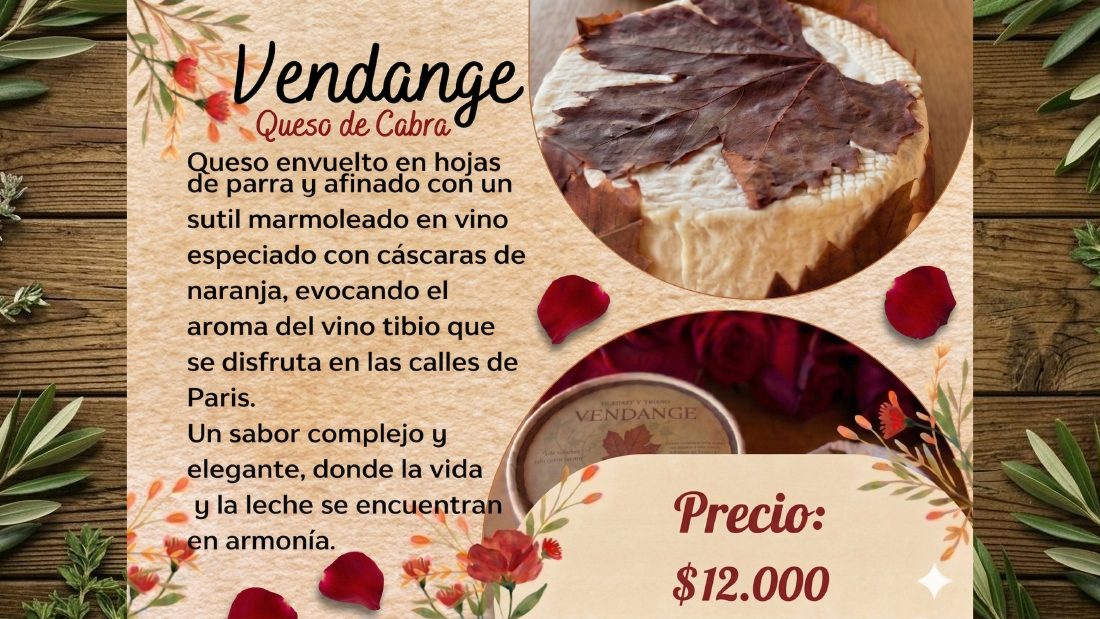 Vendange
Queso de Cabra
Queso envuelto en hojas
de parra y afinado con un
sutil marmoleado en vino
especiado con cáscaras de
naranja, evocando el
aroma del vino tibio que
se disfruta en las calles de
Paris.
Un sabor complejo y
elegante, donde la vida
y la leche se encuentran
en armonía.
VENDANGE
Precio:
$12.000